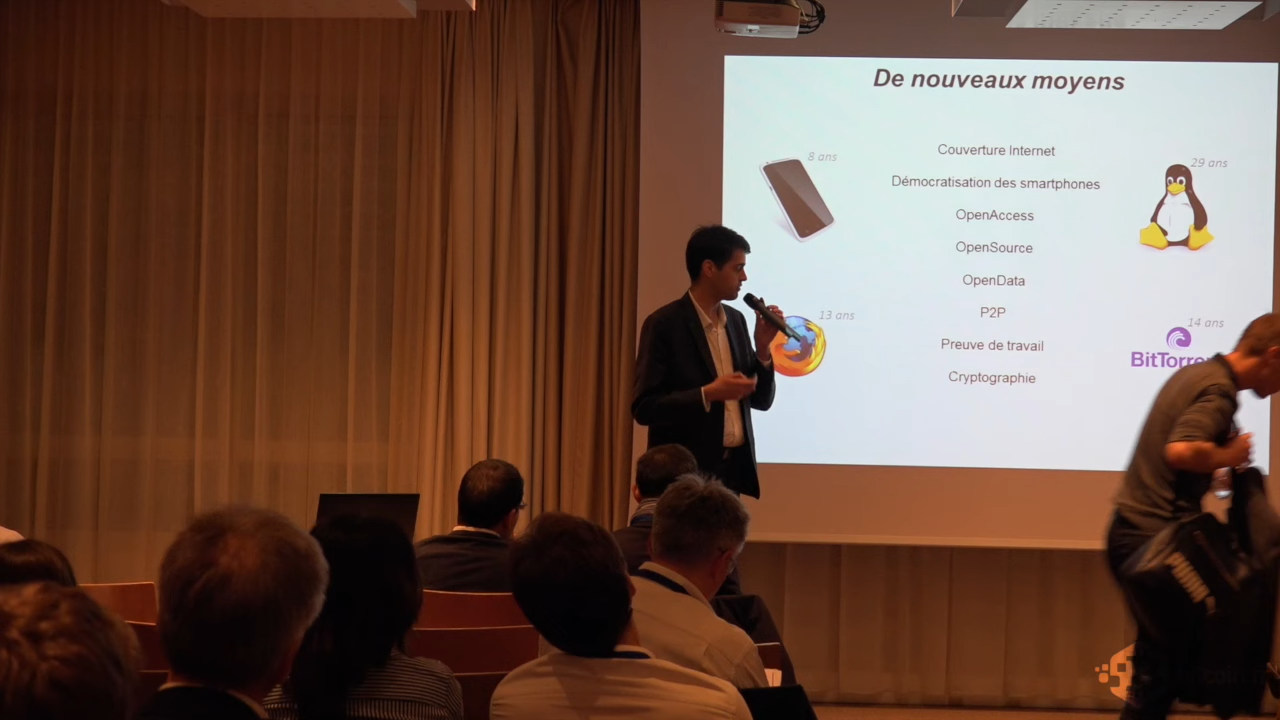 De nouveaux moyens
8 ans
29 ans
Couverture Internet
Démocratisation des smartphones
OpenAccess
OpenSource
OpenData
P2P
Preuve de travail
Cryptographie
13 ans
14 ans